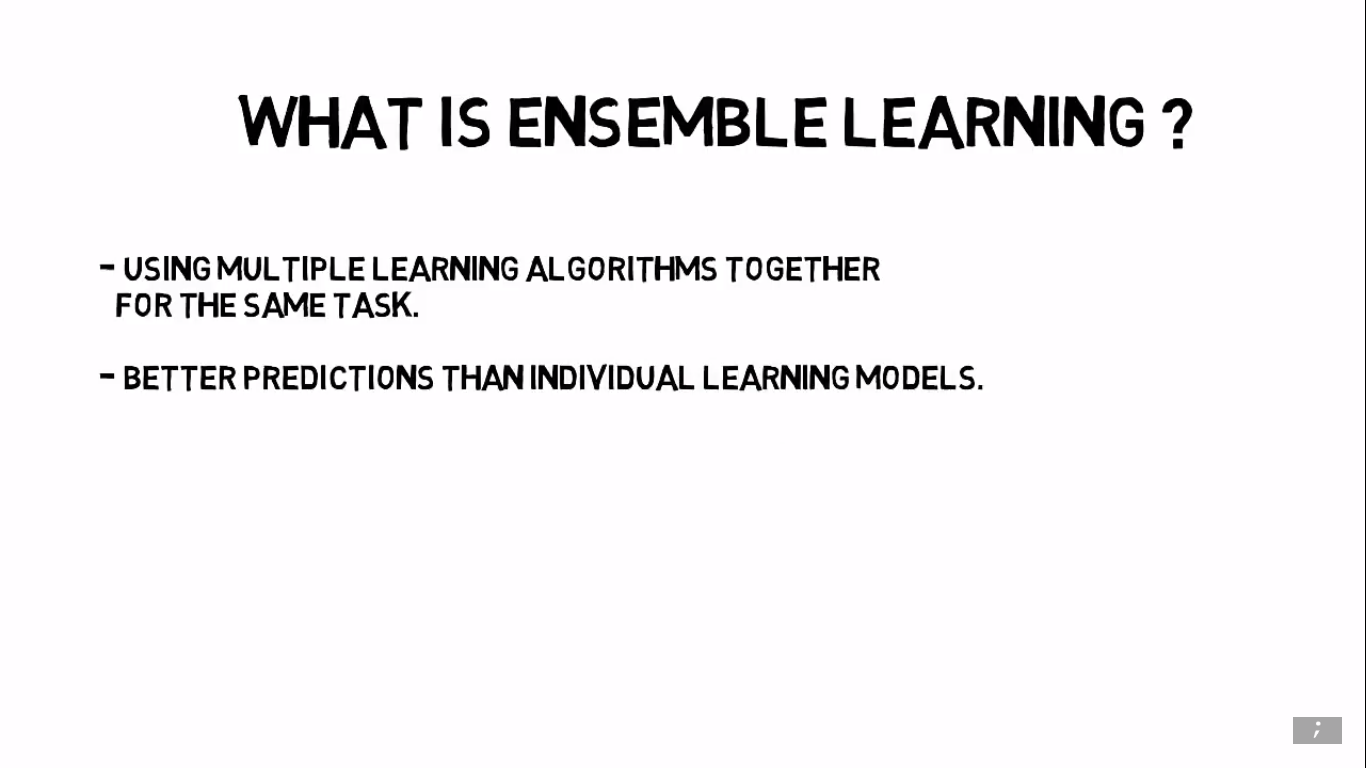 WHAT IS ENSEMBLE LEARNING ?
- USING MULTIPLE LEARNING ALGORITHMS TOGETHER
FOR THE SAME TASK.
- BETTER PREDICTIONS THAN INDIVIDUAL LEARNING MODELS.
;